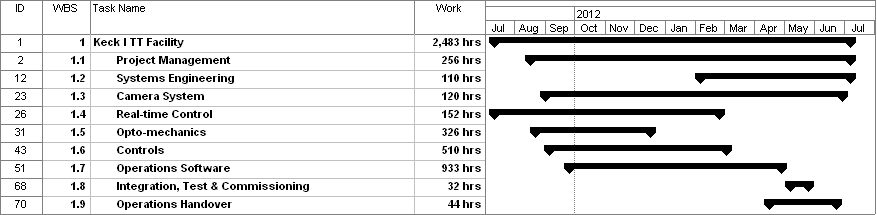 ID WBS Task Name Work 2012
Jul Aug Sep Oct Nov Dec Jan Feb Mar Apr May Jun Jul
1 1 Keck I TT Facility 2,483 hrs
2 1.1 Project Management 256 hrs
12 1.2 Systems Engineering 110 hrs
23 1.3 Camera System 120 hrs
26 1.4 Real-time Control 152 hrs
31 1.5 Opto-mechanics 326 hrs
43 1.6 Controls 510 hrs
51 1.7 Operations Software 933 hrs
68 1.8 Integration, Test & Commissioning 32 hrs
70 1.9 Operations Handover 44 hrs